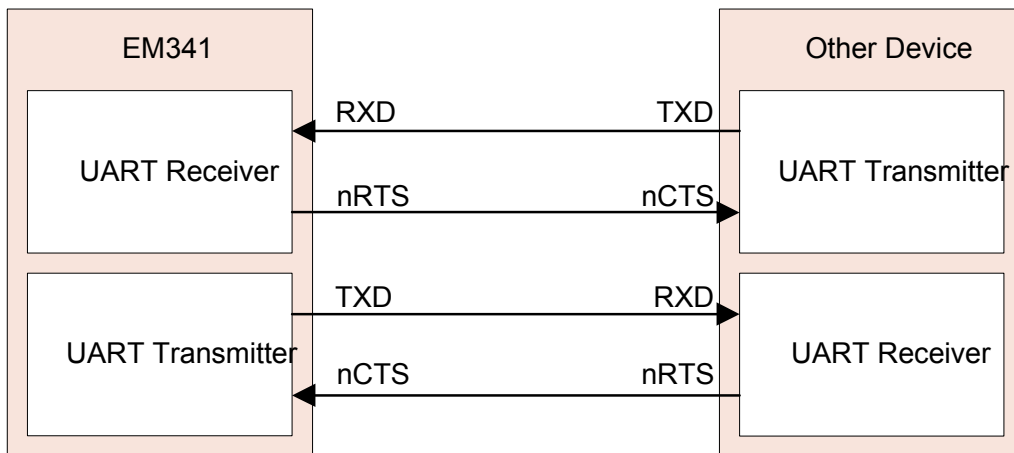 EM341
Other Device
RXD
TXD
UART Receiver
UART Transmitter
nRTS
nCTS
TXD
RXD
UART Transmitter
UART Receiver
nCTS
nRTS